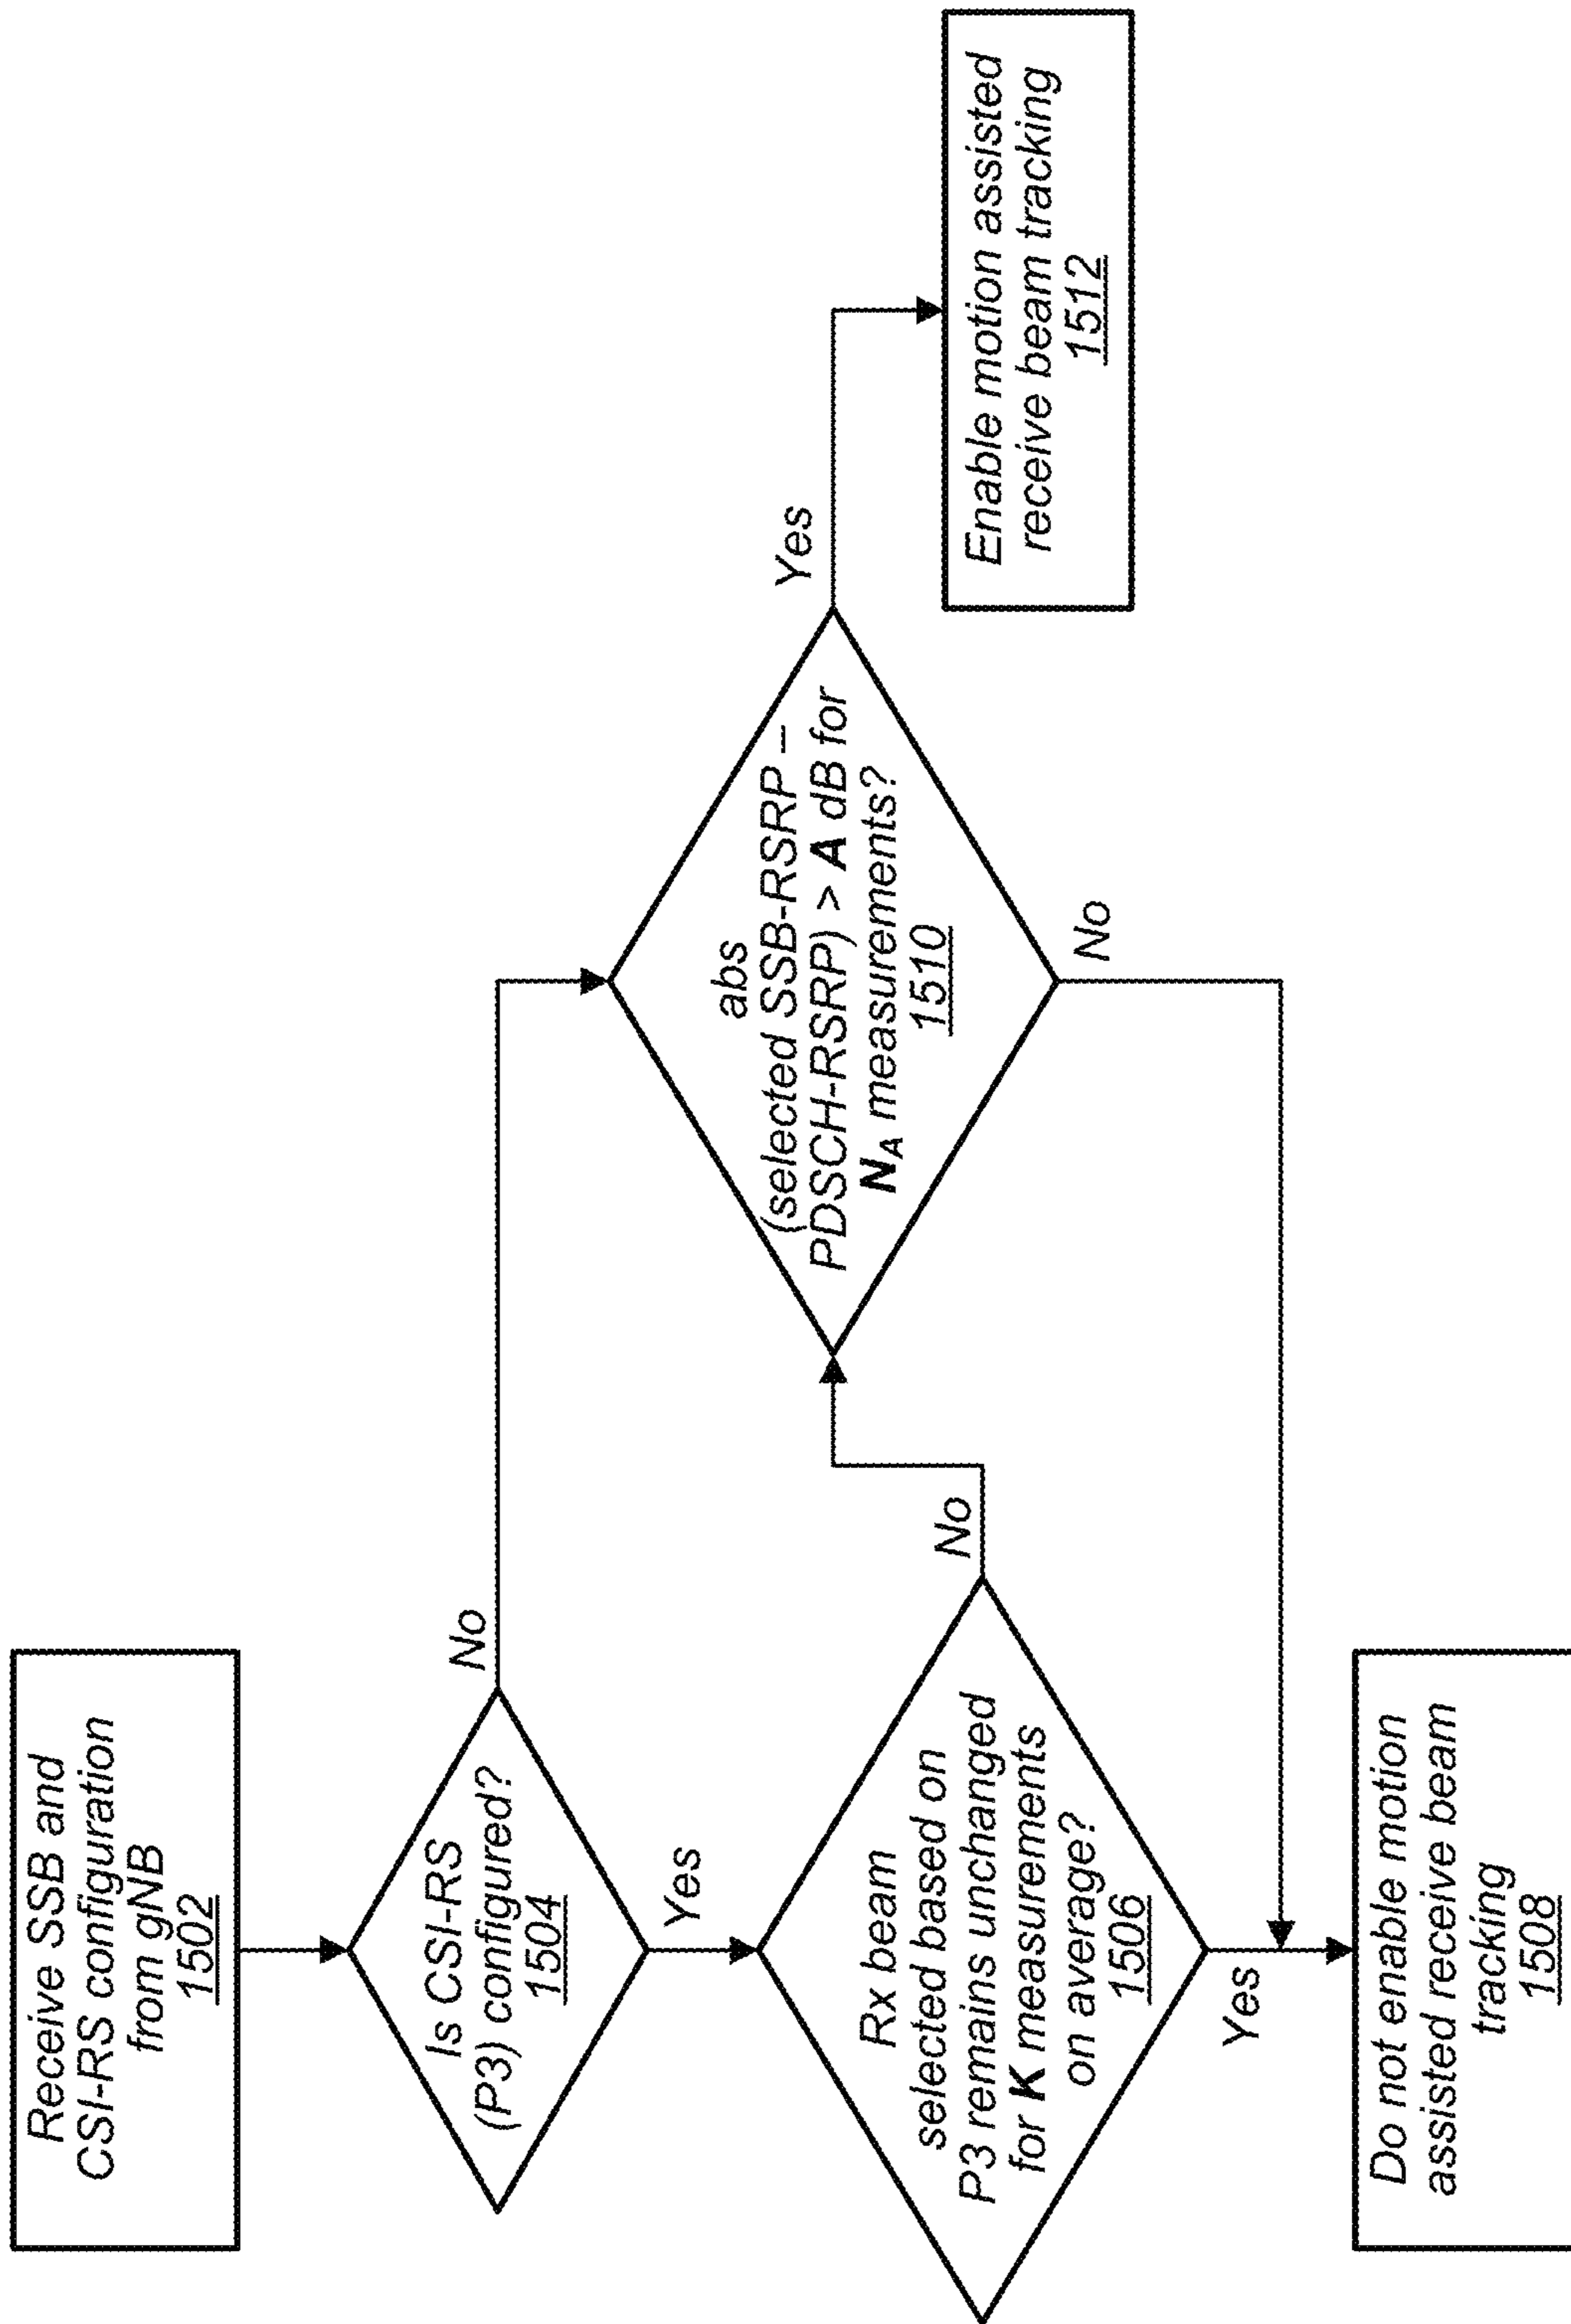 Receive SSB and
CSI-RS configuration
from gNB
1502
Is CSI-RS
(P3) configured?
1504
No
Yes
Rx beam
selected based on
P3 remains unchanged
for K measurements
on average?
1506
No
Yes
Do not enable motion
assisted receive beam
tracking
1508
abs
(selected SSB-RSRP –
PDSCH-RSRP) > A dB for
N_A measurements?
1510
Yes
No
Enable motion assisted
receive beam tracking
1512